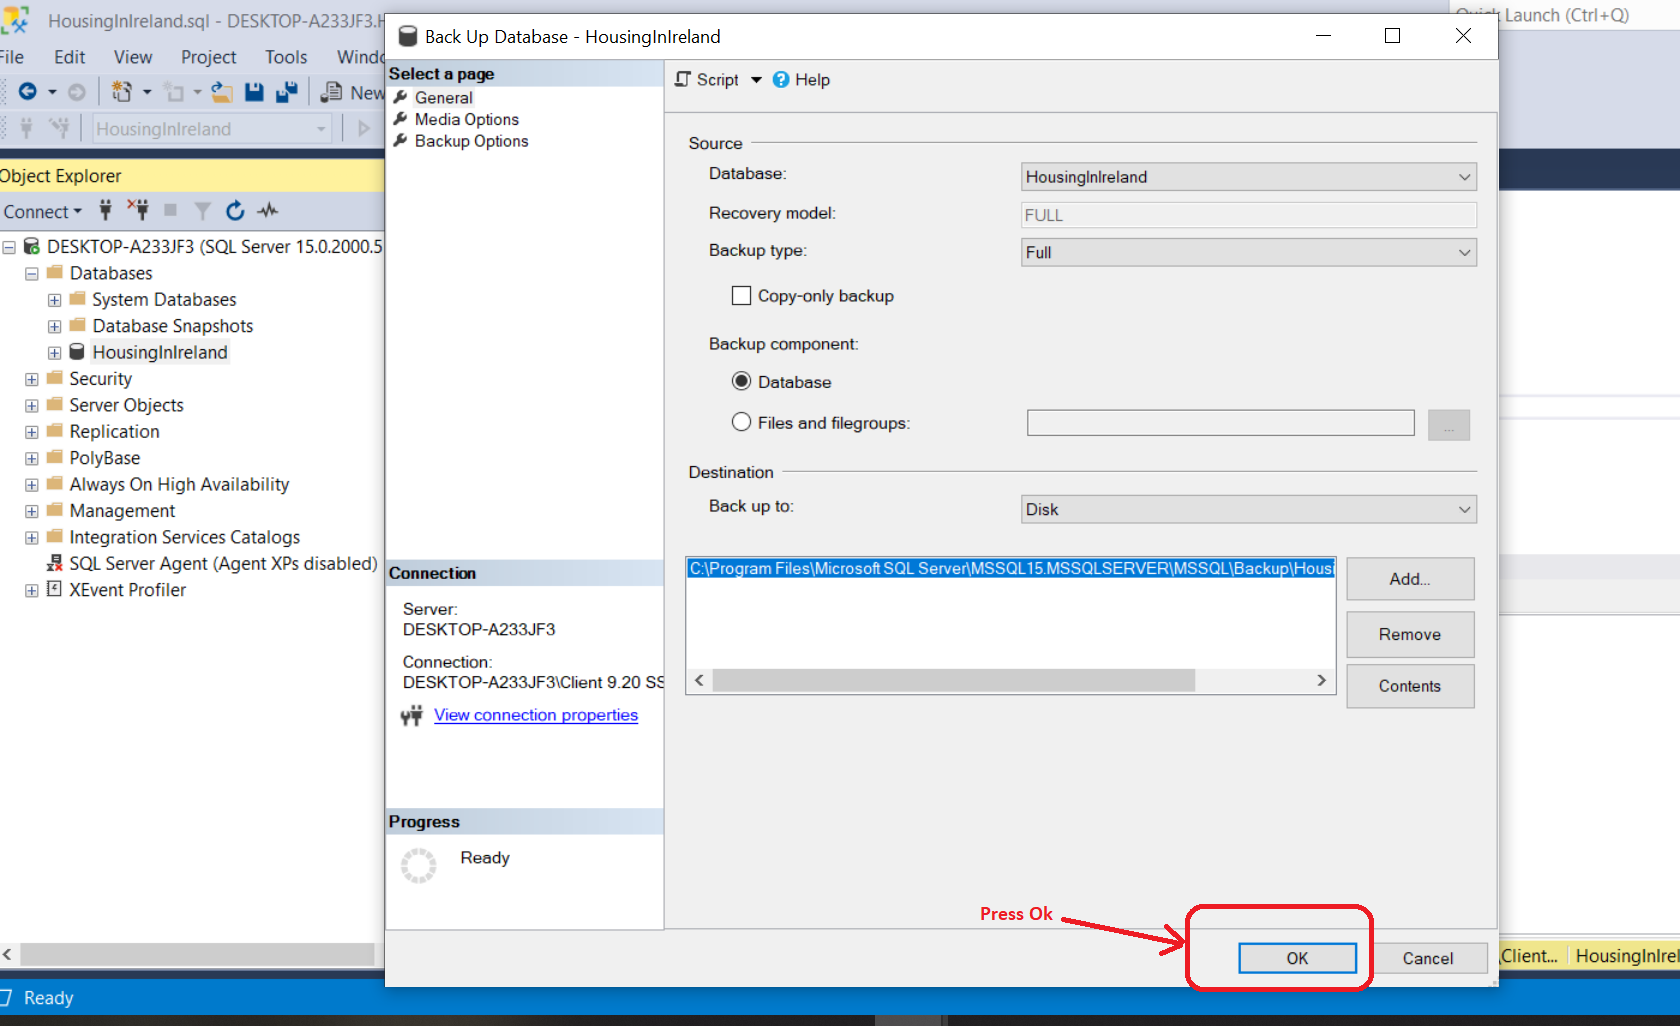 HousingInIreland.sql - DESKTOP-A233JF3.H
Quick Launch (Ctrl+Q)
File Edit View Project Tools Windo
New
HousingInIreland
Object Explorer
Connect
DESKTOP-A233JF3 (SQL Server 15.0.2000.5
Databases
System Databases
Database Snapshots
HousingInIreland
Security
Server Objects
Replication
PolyBase
Always On High Availability
Management
Integration Services Catalogs
SQL Server Agent (Agent XPs disabled)
XEvent Profiler
Ready
Back Up Database - HousingInIreland
Select a page
General
Media Options
Backup Options
Connection
Server:
DESKTOP-A233JF3
Connection:
DESKTOP-A233JF3\Client 9.20 SS
View connection properties
Progress
Ready
Script Help
Source
Database: HousingInIreland
Recovery model: FULL
Backup type: Full
Copy-only backup
Backup component:
Database
Files and filegroups: ...
Destination
Back up to: Disk
C:\Program Files\Microsoft SQL Server\MSSQL15.MSSQLSERVER\MSSQL\Backup\Housi
Add...
Remove
Contents
Press Ok
OK Cancel
\Client... HousingInIrel